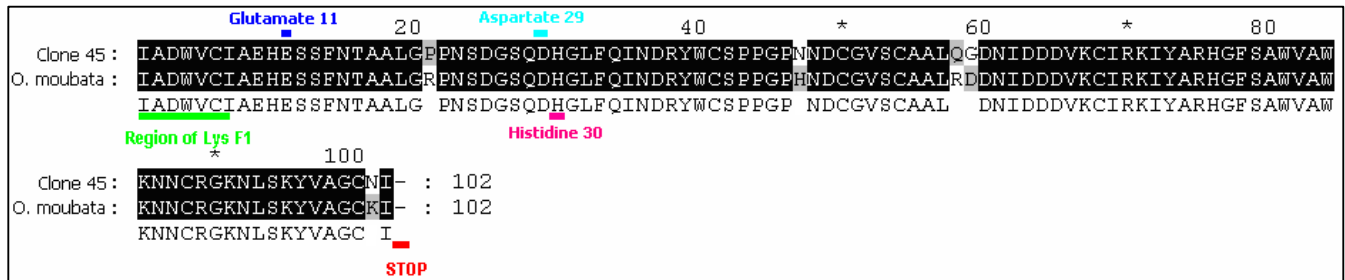 Glutamate 11 20 Aspartate 29 40 * 60 * 80
Clone 45 : IADWVCIAEHESSFNTAALGPPNSDGSQDHGLFQINDRYWCSPPGPNNDCGVSCAALQGDNIDDDVKCIRKIYARHGFSAWVAW
O. moubata : IADWVCIAEHESSFNTAALGRPNSDGSQDHGLFQINDRYWCSPPGPHNDCGVSCAALRDDNIDDDVKCIRKIYARHGFSAWVAW
IADWVCIAEHESSFNTAALG PNSDGSQDHGLFQINDRYWCSPPGP NDCGVSCAAL  DNIDDDVKCIRKIYARHGFSAWVAW
Region of Lys F1 Histidine 30
* 100
Clone 45 : KNNCRGKNLSKYVAGCNI- : 102
O. moubata : KNNCRGKNLSKYVAGCKI- : 102
KNNCRGKNLSKYVAGC I
STOP